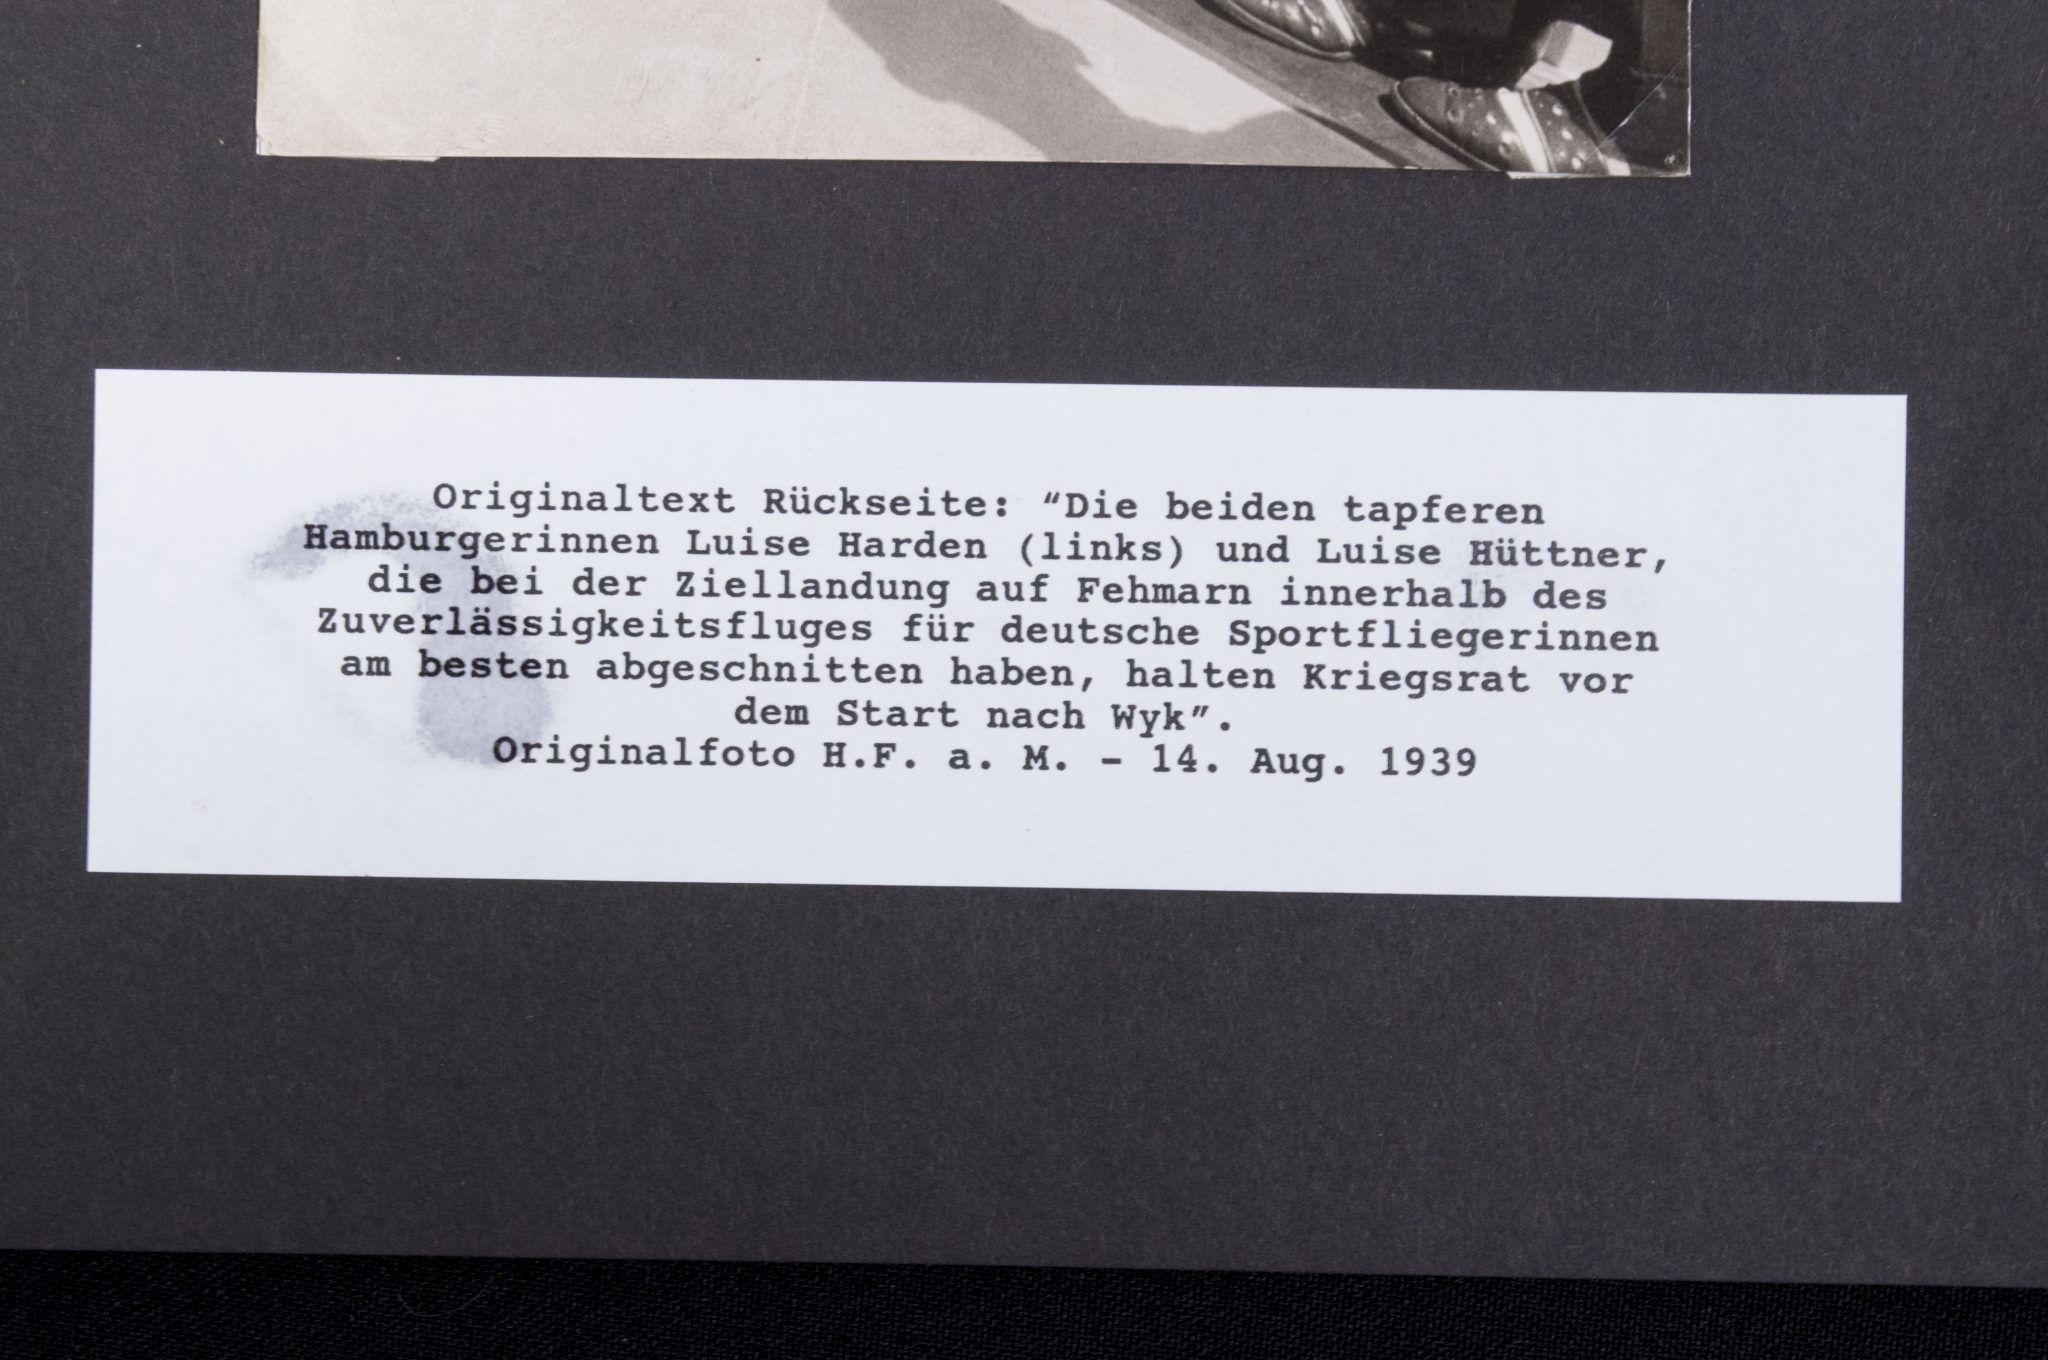 Originaltext Rückseite: “Die beiden tapferen
Hamburgerinnen Luise Harden (links) und Luise Hüttner,
die bei der Ziellandung auf Fehmarn innerhalb des
Zuverlässigkeitsfluges für deutsche Sportfliegerinnen
am besten abgeschnitten haben, halten Kriegsrat vor
dem Start nach Wyk”.
Originalfoto H.F. a. M. - 14. Aug. 1939